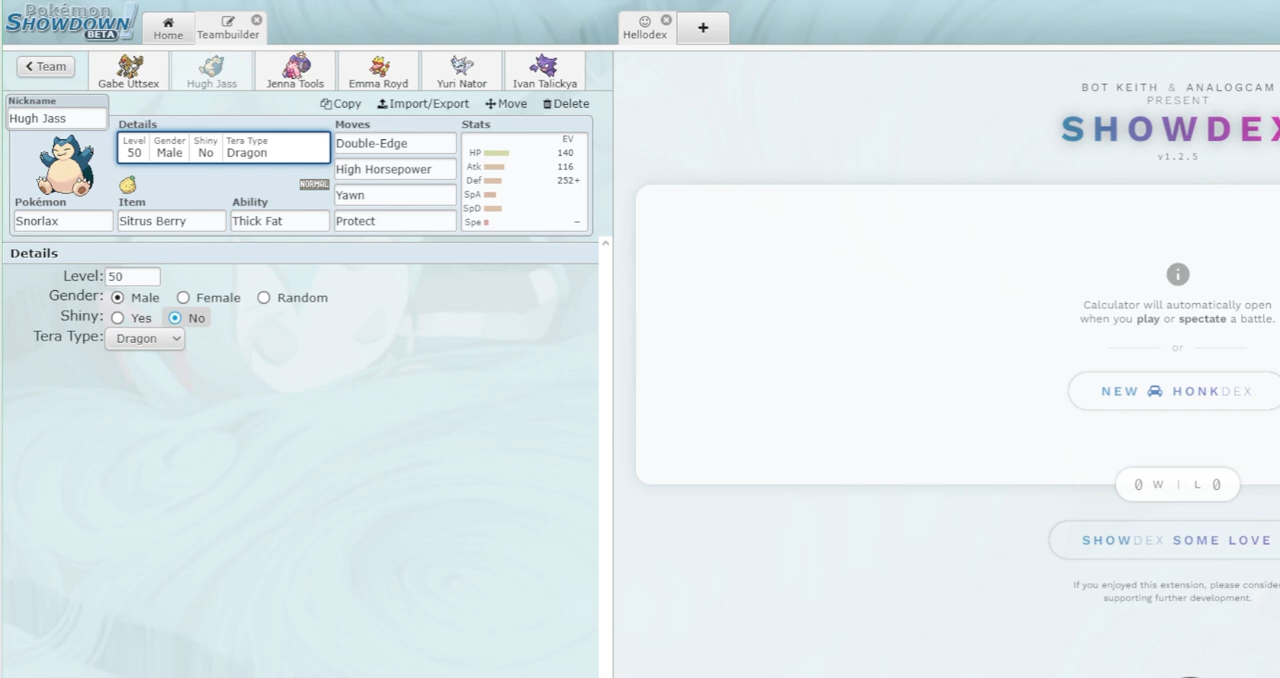 Pokémon
SHOWDOWN!
BETA
Home
Teambuilder
Hellodex
+
Team
Gabe Uttsex
Hugh Jass
Jenna Tools
Emma Royd
Yuri Nator
Ivan Talickya
Copy
Import/Export
Move
Delete
Nickname
Hugh Jass
Details
Level
Gender
Shiny
Tera Type
50
Male
No
Dragon
NORMAL
Pokémon
Item
Ability
Snorlax
Sitrus Berry
Thick Fat
Moves
Double-Edge
High Horsepower
Yawn
Protect
Stats
EV
HP 140
Atk 116
Def 252+
SpA
SpD
Spe –
Details
Level: 50
Gender: Male Female Random
Shiny: Yes No
Tera Type: Dragon
BOT KEITH & ANALOGCAM
PRESENT
SHOWDEX
v1.2.5
Calculator will automatically open
when you play or spectate a battle.
or
NEW HONKDEX
0 W | L 0
SHOWDEX SOME LOVE
If you enjoyed this extension, please conside
supporting further development.